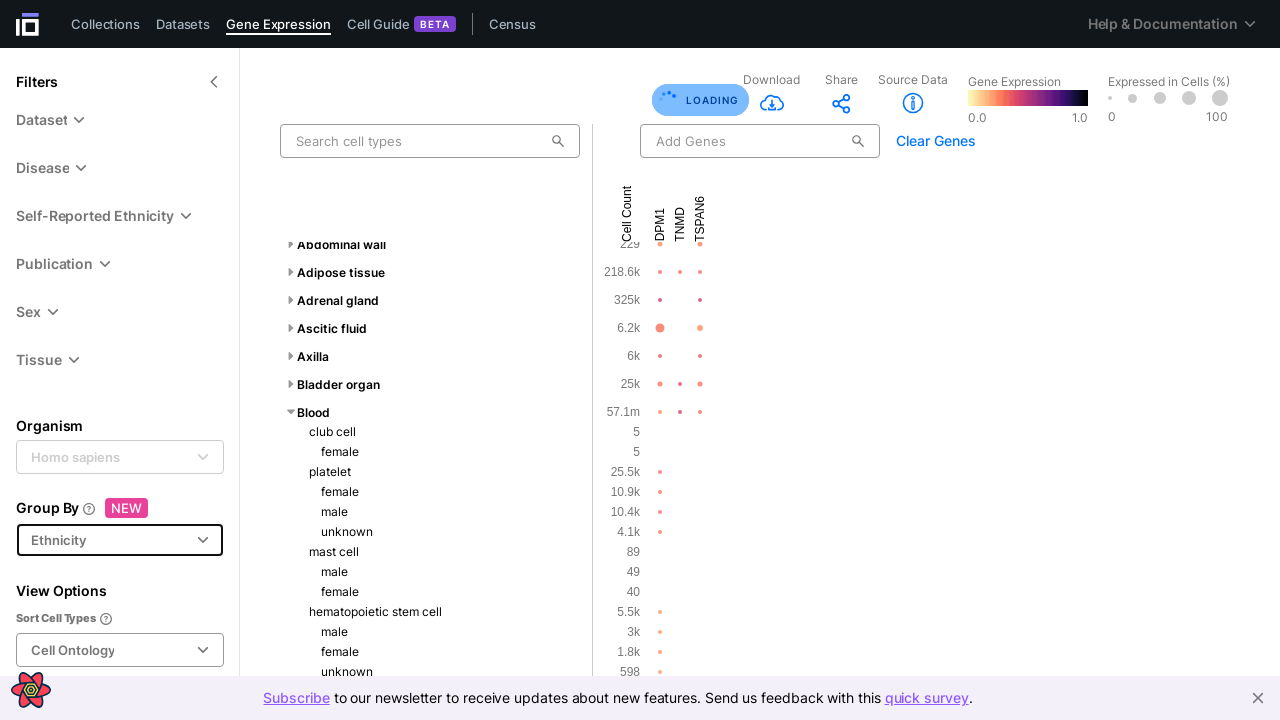 Collections Datasets Gene Expression Cell Guide BETA Census Help & Documentation
Filters
Dataset
Disease
Self-Reported Ethnicity
Publication
Sex
Tissue
Organism
Homo sapiens
Group By NEW
Ethnicity
View Options
Sort Cell Types
Cell Ontology
LOADING
Download
Share
Source Data
Gene Expression
0.0 1.0
Expressed in Cells (%)
0 100
Search cell types
Add Genes
Clear Genes
Cell Count
DPM1
TNMD
TSPAN6
Abdominal wall 229
Adipose tissue 218.6k
Adrenal gland 325k
Ascitic fluid 6.2k
Axilla 6k
Bladder organ 25k
Blood 57.1m
club cell 5
female 5
platelet 25.5k
female 10.9k
male 10.4k
unknown 4.1k
mast cell 89
male 49
female 40
hematopoietic stem cell 5.5k
male 3k
female 1.8k
unknown 598
Subscribe to our newsletter to receive updates about new features. Send us feedback with this quick survey.